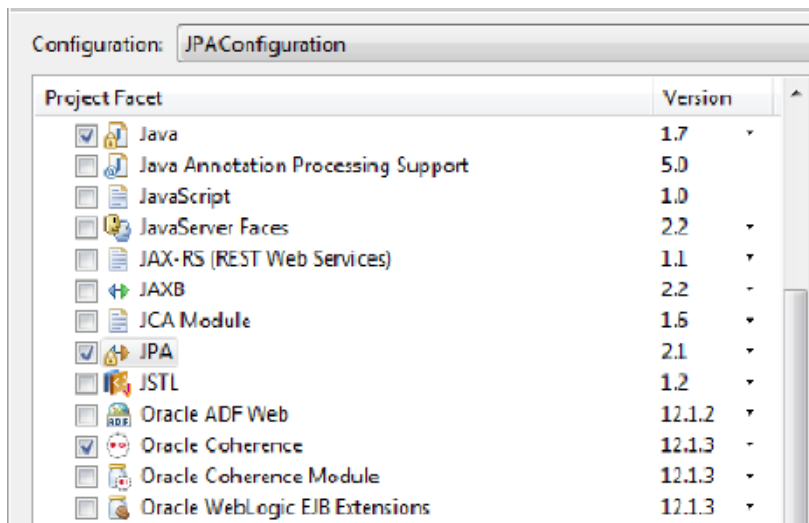 Configuration: JPAConfiguration
Project Facet Version
Java 1.7
Java Annotation Processing Support 5.0
JavaScript 1.0
JavaServer Faces 2.2
JAX-RS (REST Web Services) 1.1
JAXB 2.2
JCA Module 1.6
JPA 2.1
JSTL 1.2
Oracle ADF Web 12.1.2
Oracle Coherence 12.1.3
Oracle Coherence Module 12.1.3
Oracle WebLogic EJB Extensions 12.1.3